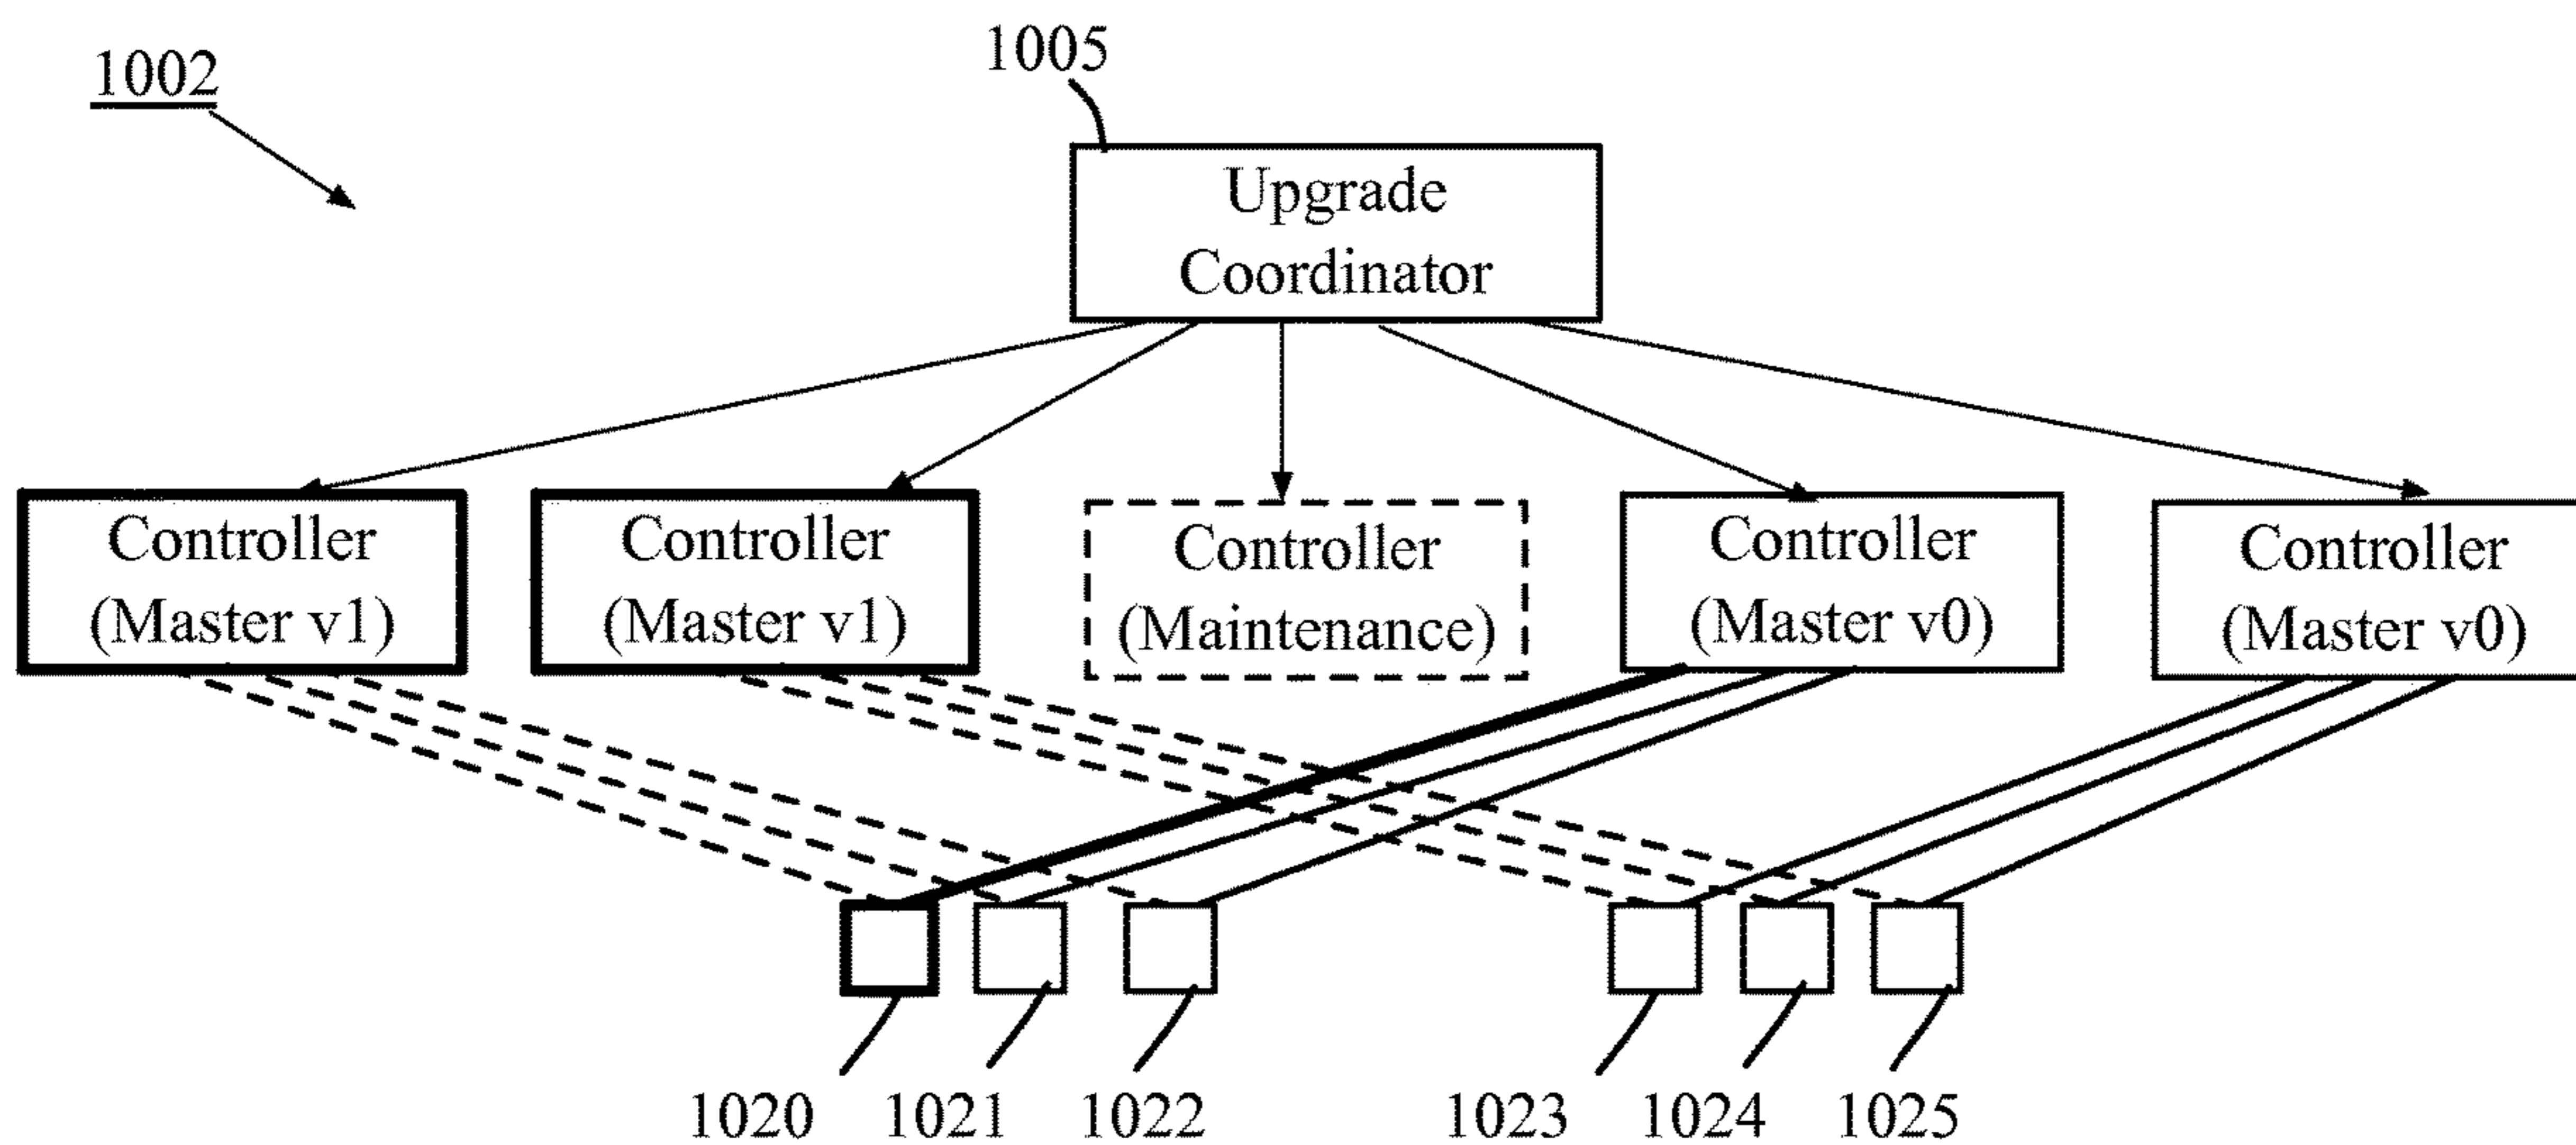 1002
1005
Upgrade
Coordinator
Controller
(Master v1)
Controller
(Master v1)
Controller
(Maintenance)
Controller
(Master v0)
Controller
(Master v0)
1020
1021
1022
1023
1024
1025